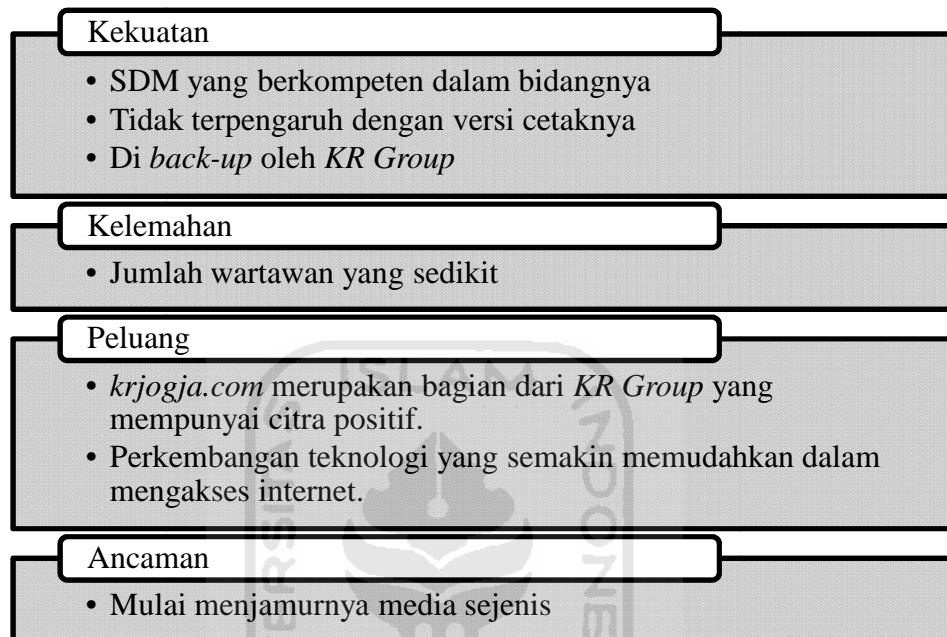 Kekuatan
• SDM yang berkompeten dalam bidangnya
• Tidak terpengaruh dengan versi cetaknya
• Di back-up oleh KR Group
Kelemahan
• Jumlah wartawan yang sedikit
Peluang
• krjogja.com merupakan bagian dari KR Group yang
mempunyai citra positif.
• Perkembangan teknologi yang semakin memudahkan dalam
mengakses internet.
Ancaman
• Mulai menjamurnya media sejenis
ISLAM